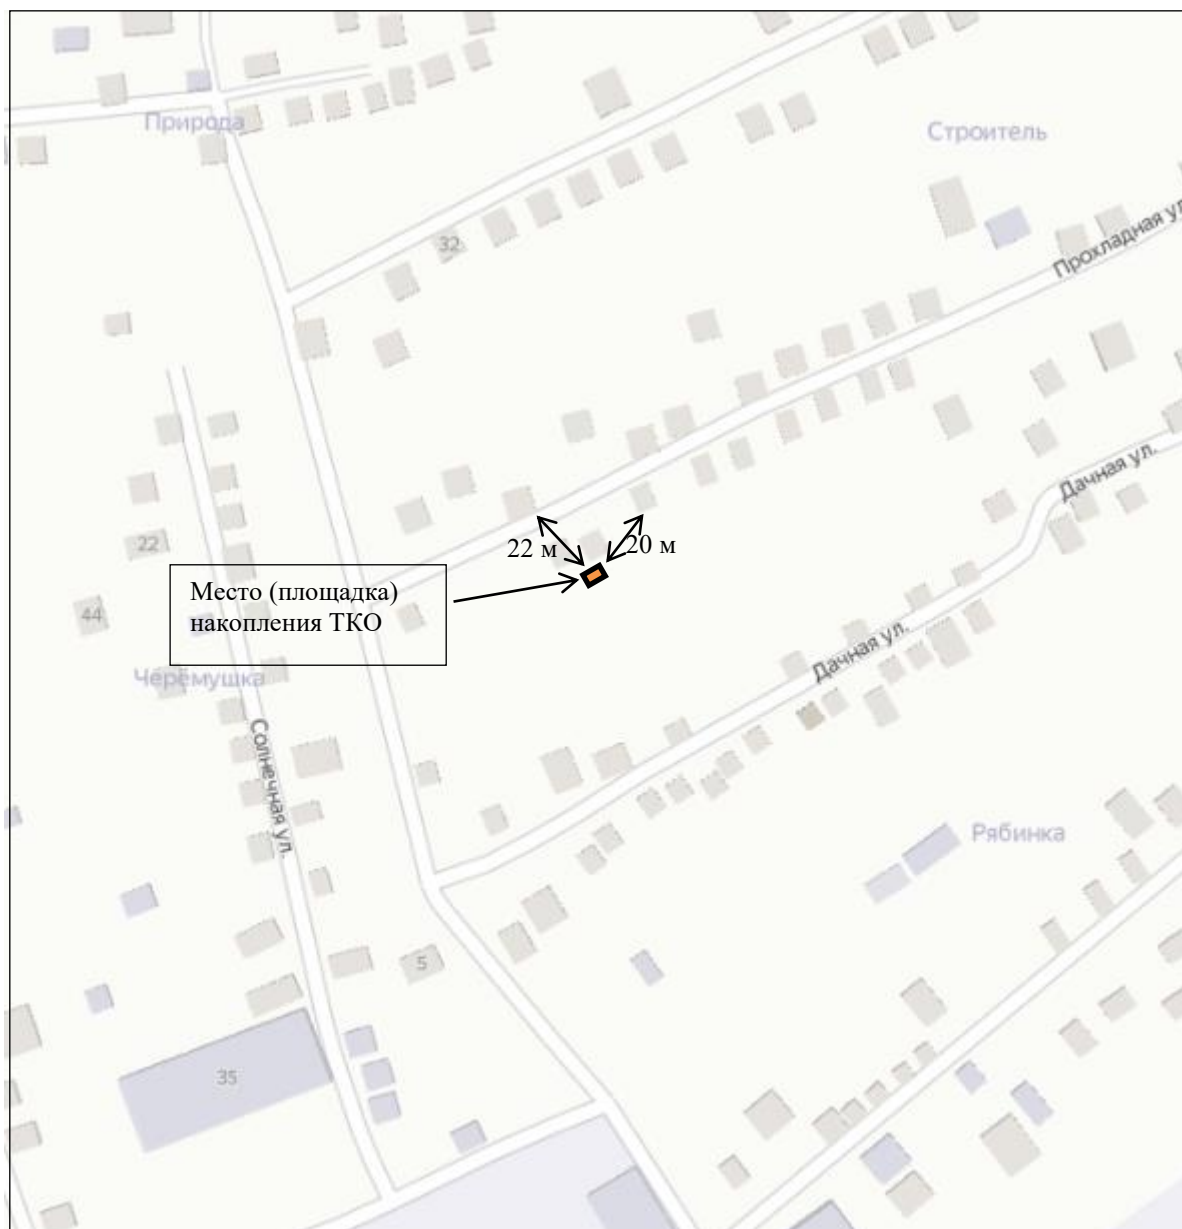 Природа
Строитель
32
Прохладная ул
Дачная ул.
22 м
20 м
22
Место (площадка)
накопления ТКО
44
Дачная ул.
Черёмушка
Солнечная ул.
Рябинка
5
35